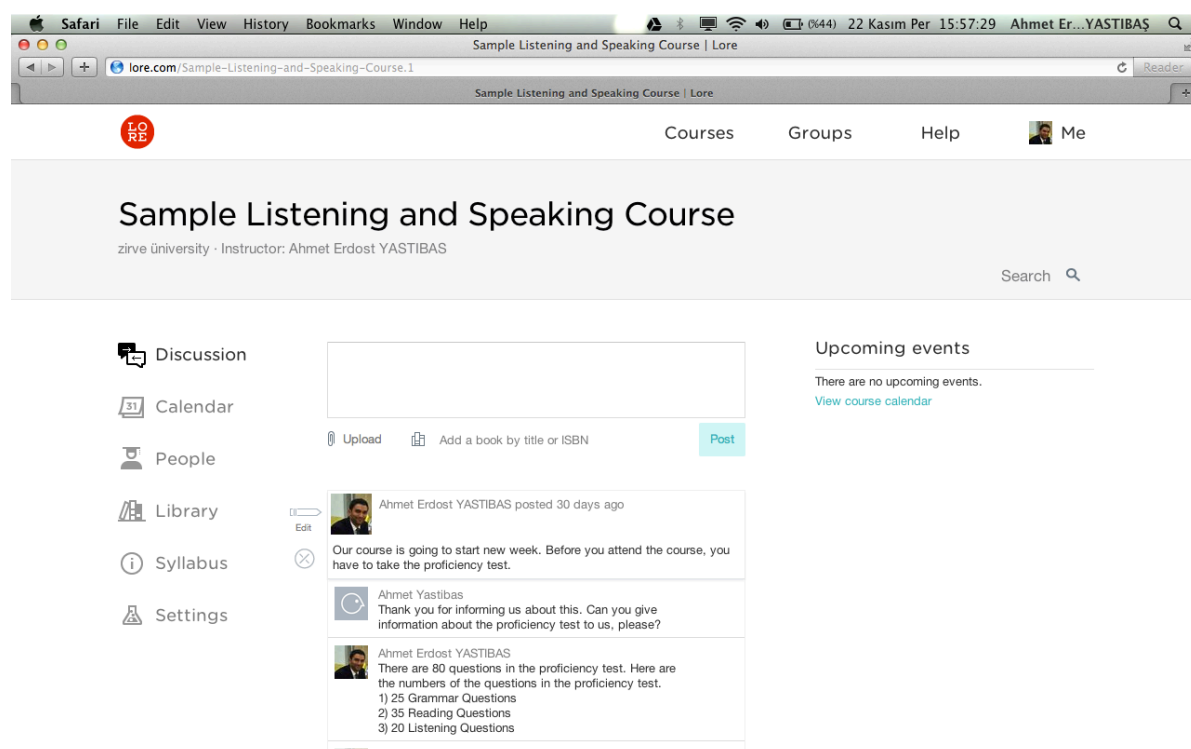 Safari File Edit View History Bookmarks Window Help (%44) 22 Kasım Per 15:57:29 Ahmet Er...YASTIBAŞ
Sample Listening and Speaking Course | Lore
lore.com/Sample-Listening-and-Speaking-Course.1 Reader
Sample Listening and Speaking Course | Lore
LO
RE
Courses Groups Help Me
Sample Listening and Speaking Course
zirve üniversity · Instructor: Ahmet Erdost YASTIBAS
Search
Discussion
31 Calendar
People
Library
Syllabus
Settings
Upload Add a book by title or ISBN Post
Edit
Ahmet Erdost YASTIBAS posted 30 days ago
Our course is going to start new week. Before you attend the course, you
have to take the proficiency test.
Ahmet Yastibas
Thank you for informing us about this. Can you give
information about the proficiency test to us, please?
Ahmet Erdost YASTIBAS
There are 80 questions in the proficiency test. Here are
the numbers of the questions in the proficiency test.
1) 25 Grammar Questions
2) 35 Reading Questions
3) 20 Listening Questions
Upcoming events
There are no upcoming events.
View course calendar